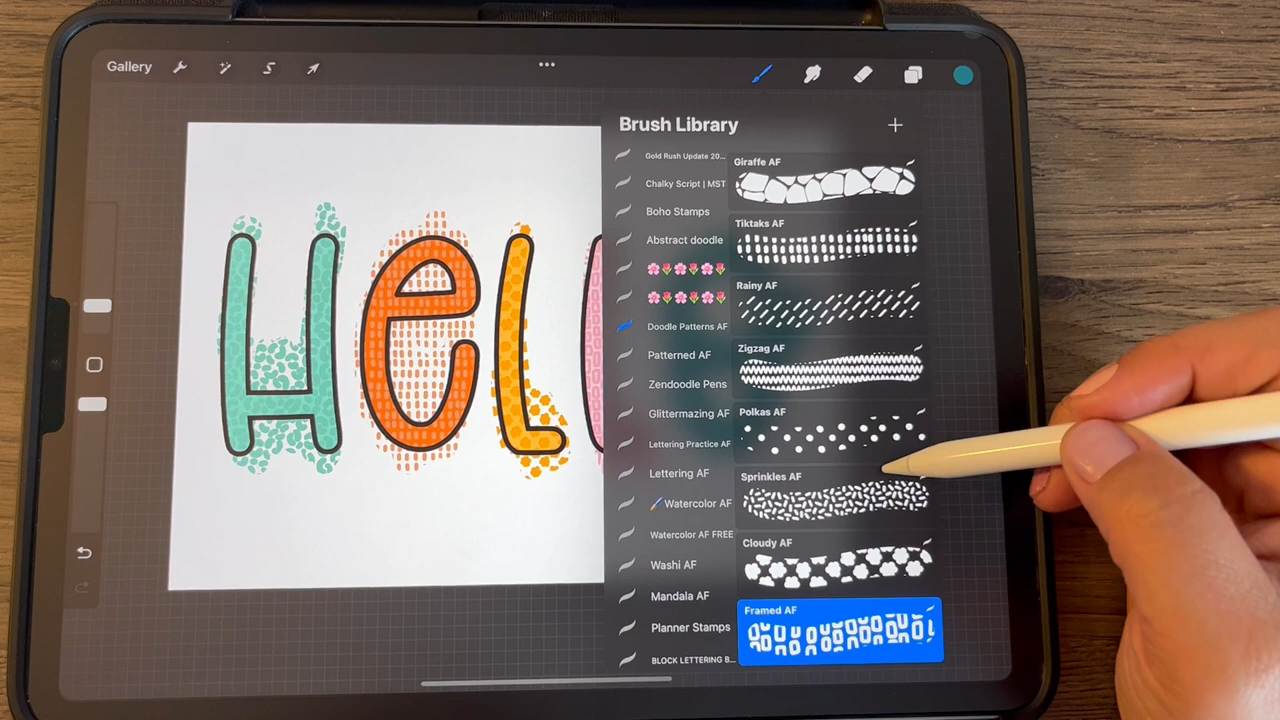 Gallery
HELL
Brush Library
Gold Rush Update 20...
Chalky Script | MST
Boho Stamps
Abstract doodle
🌸🌷🌸🌷🌸🌷
🌸🌷🌸🌷🌸🌷
Doodle Patterns AF
Patterned AF
Zendoodle Pens
Glittermazing AF
Lettering Practice AF
Lettering AF
🖌️Watercolor AF
Watercolor AF FREE
Washi AF
Mandala AF
Planner Stamps
BLOCK LETTERING B...
Giraffe AF
Tiktaks AF
Rainy AF
Zigzag AF
Polkas AF
Sprinkles AF
Cloudy AF
Framed AF